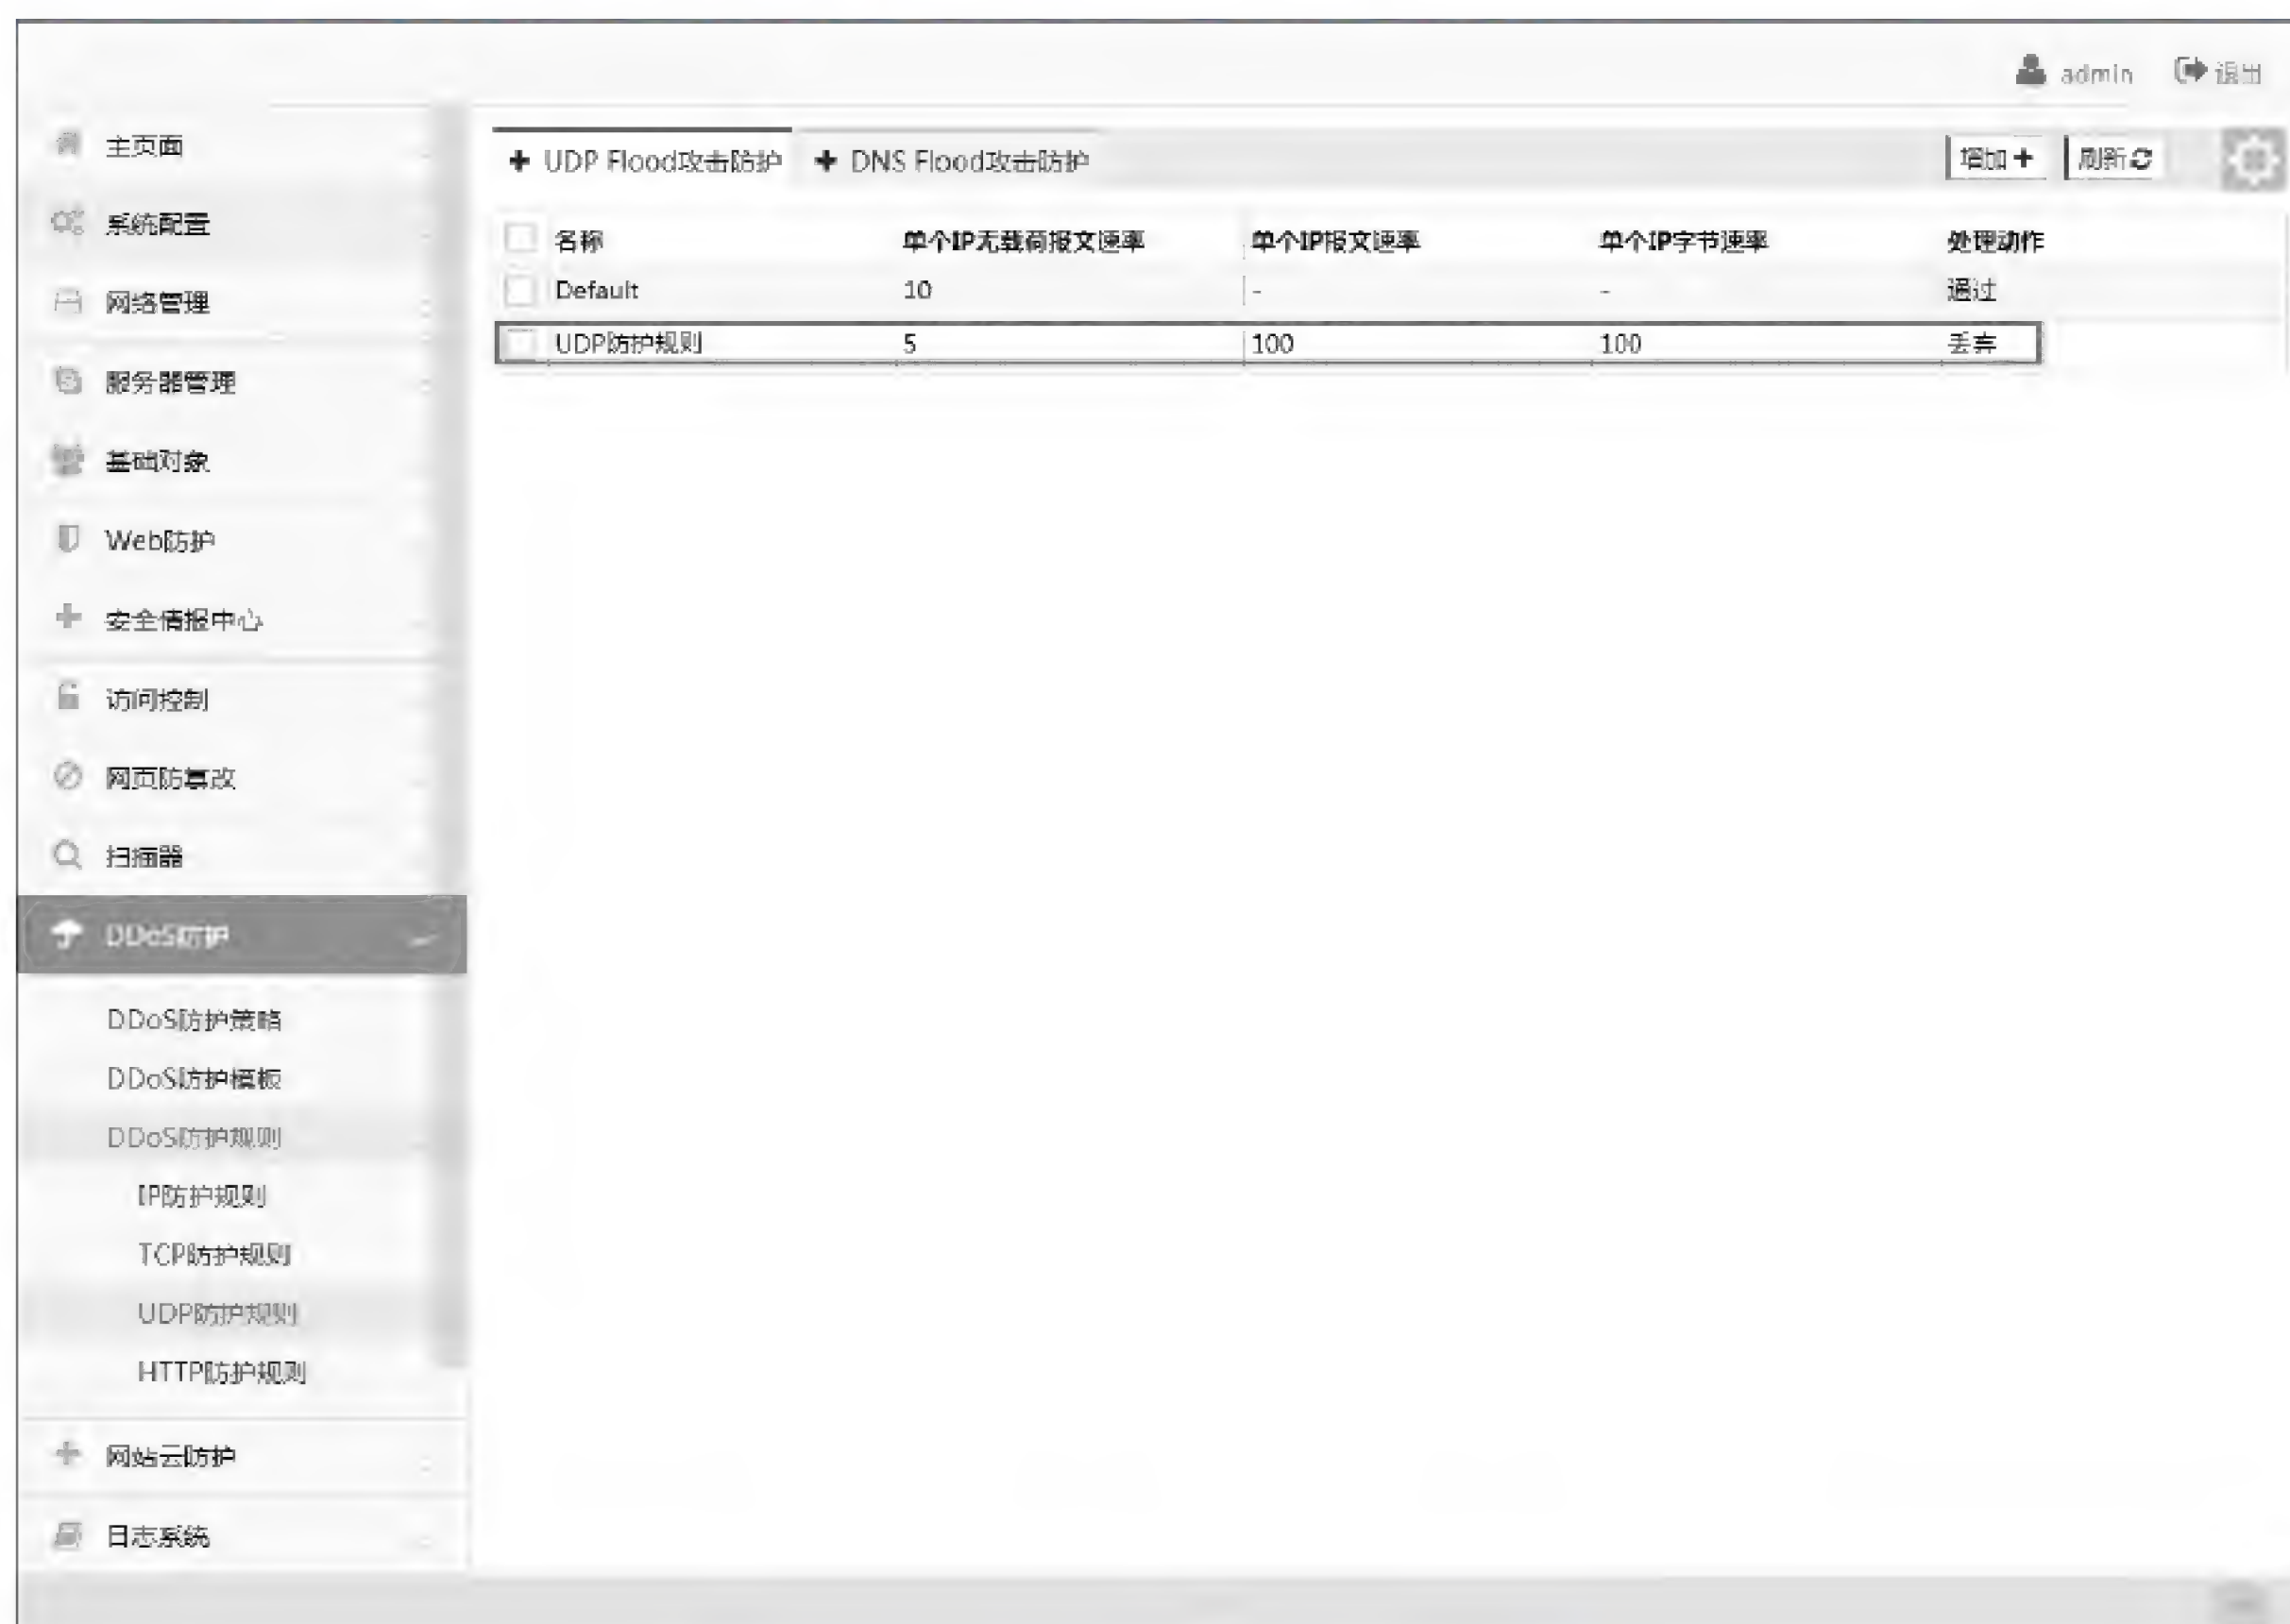 admin 退出
主页面
系统配置
网络管理
服务器管理
基础对象
Web防护
安全情报中心
访问控制
网页防篡改
扫描器
DDoS防护
DDoS防护策略
DDoS防护模板
DDoS防护规则
IP防护规则
TCP防护规则
UDP防护规则
HTTP防护规则
网站云防护
日志系统
UDP Flood攻击防护 DNS Flood攻击防护 增加 刷新
名称 单个IP无载荷报文速率 单个IP报文速率 单个IP字节速率 处理动作
Default 10 - - 通过
UDP防护规则 5 100 100 丢弃